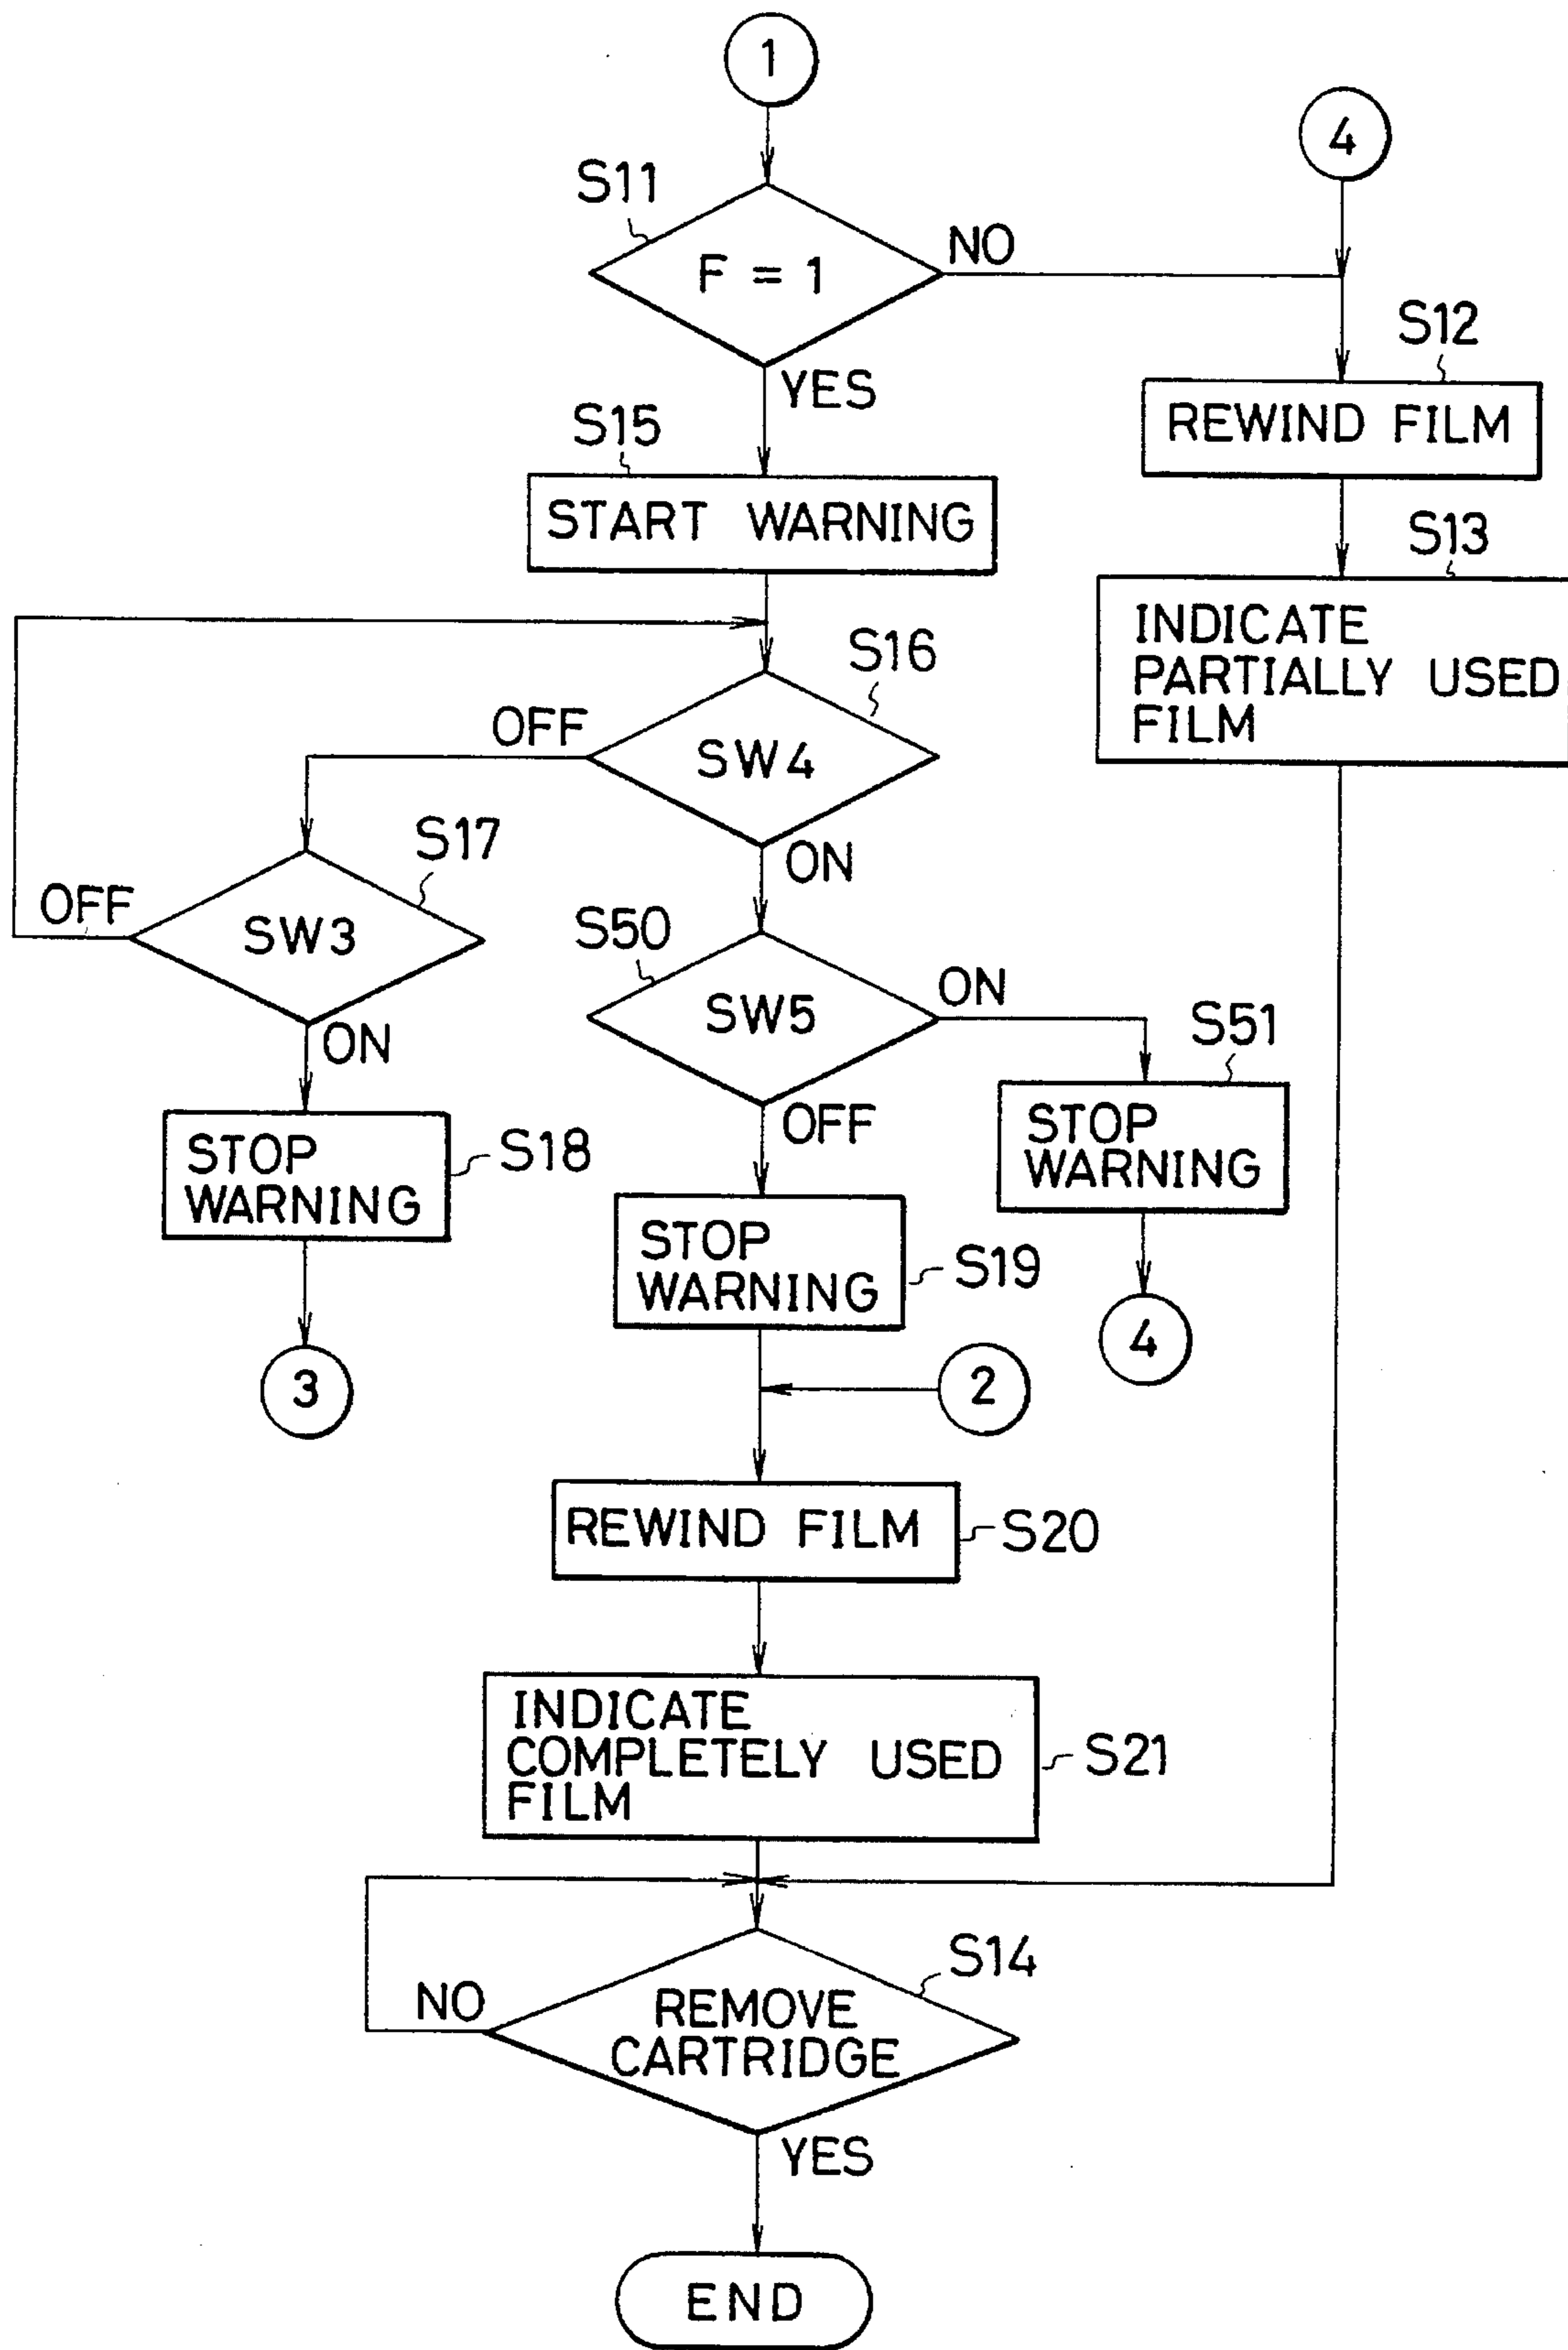 1
4
S11
F = 1
NO
YES
S12
REWIND FILM
S15
START WARNING
S13
INDICATE
PARTIALLY USED
FILM
S16
SW4
OFF
ON
S17
SW3
OFF
ON
S50
SW5
ON
OFF
S51
STOP
WARNING
4
STOP
WARNING
S18
3
STOP
WARNING
S19
2
REWIND FILM
S20
INDICATE
COMPLETELY USED
FILM
S21
S14
REMOVE
CARTRIDGE
NO
YES
END